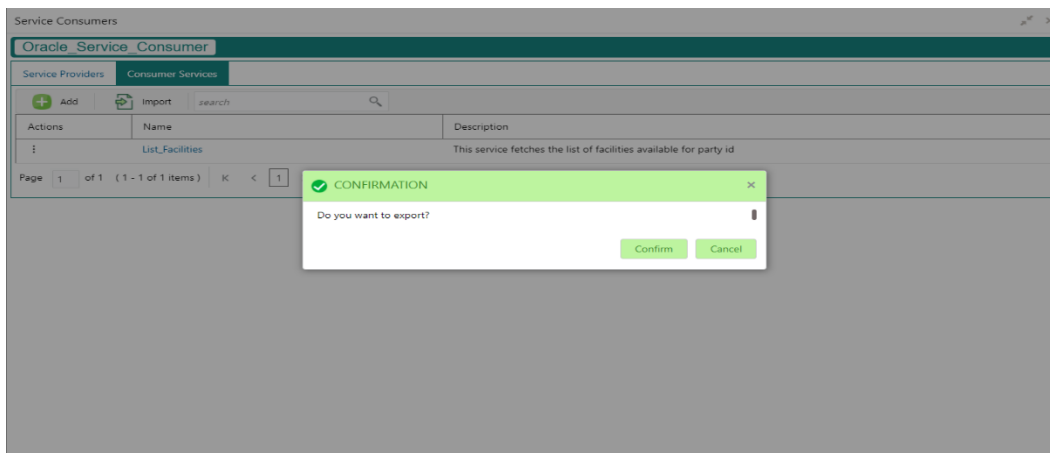 Service Consumers
Oracle_Service_Consumer
Service Providers Consumer Services
Add Import search
Actions Name Description
List_Facilities This service fetches the list of facilities available for party id
Page 1 of 1 (1 - 1 of 1 items) K < 1
CONFIRMATION
Do you want to export?
Confirm Cancel